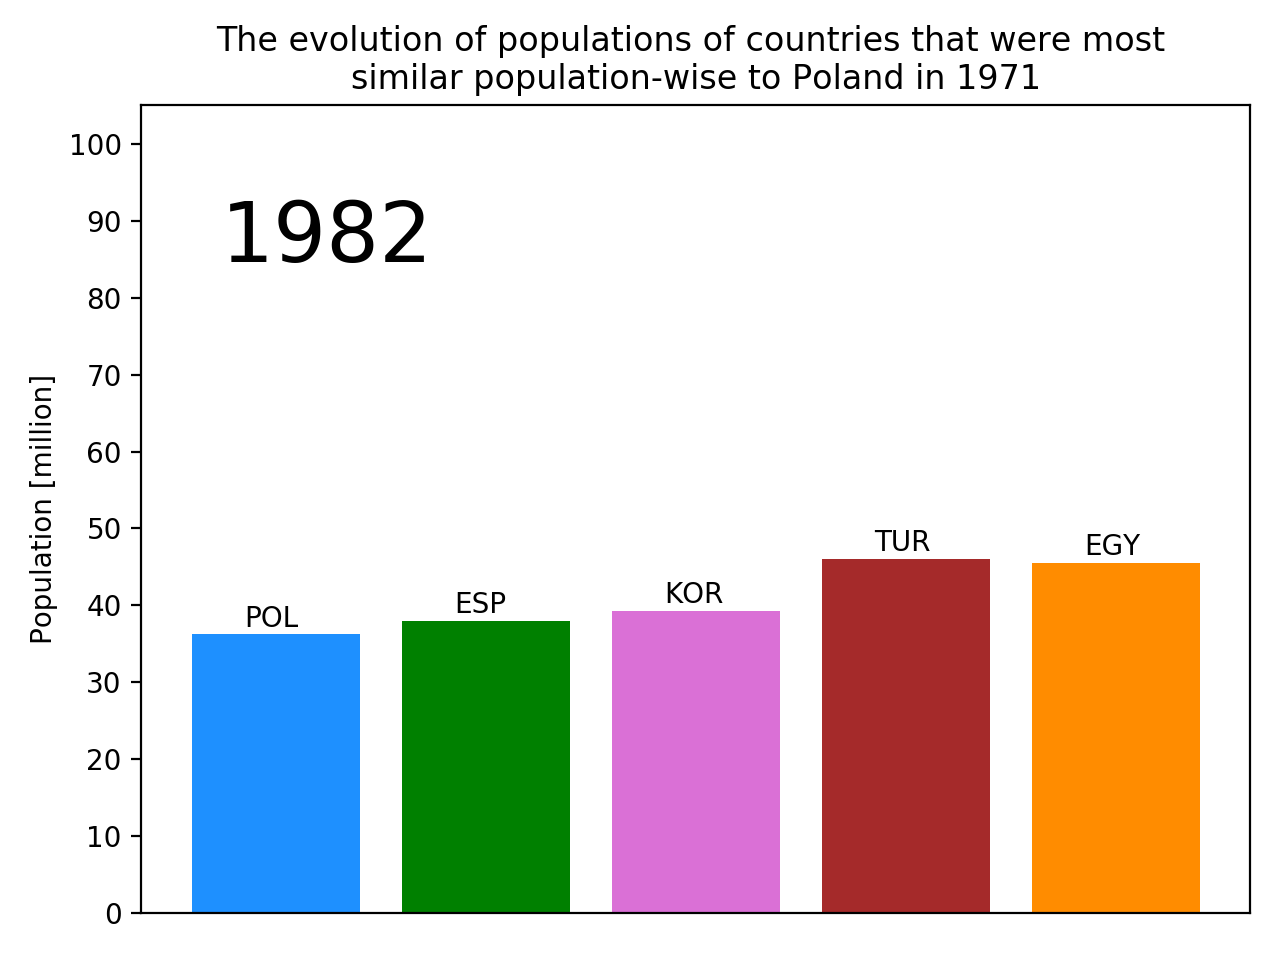 The evolution of populations of countries that were most
similar population-wise to Poland in 1971
100
90
80
70
60
50
40
30
20
10
0
Population [million]
1982
POL
ESP
KOR
TUR
EGY